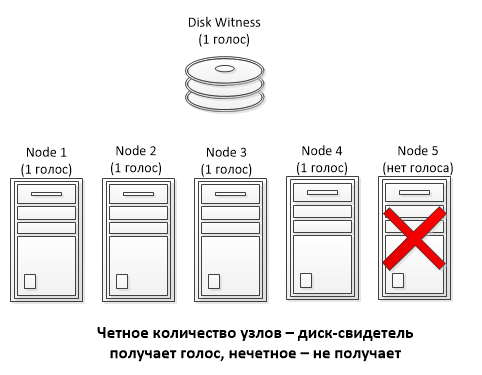 Disk Witness
(1 голос)
Node 1
(1 голос)
Node 2
(1 голос)
Node 3
(1 голос)
Node 4
(1 голос)
Node 5
(нет голоса)
Четное количество узлов – диск-свидетель
получает голос, нечетное – не получает